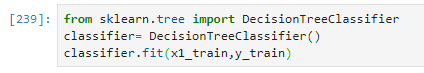 [239]: from sklearn.tree import DecisionTreeClassifier
classifier= DecisionTreeClassifier()
classifier.fit(x1_train,y_train)